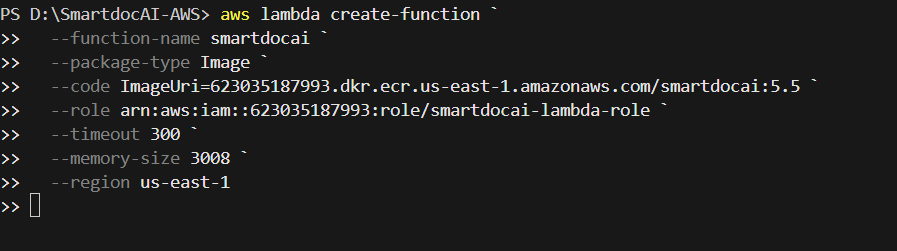 PS D:\SmartdocAI-AWS> aws lambda create-function `
>>   --function-name smartdocai `
>>   --package-type Image `
>>   --code ImageUri=623035187993.dkr.ecr.us-east-1.amazonaws.com/smartdocai:5.5 `
>>   --role arn:aws:iam::623035187993:role/smartdocai-lambda-role `
>>   --timeout 300 `
>>   --memory-size 3008 `
>>   --region us-east-1
>>